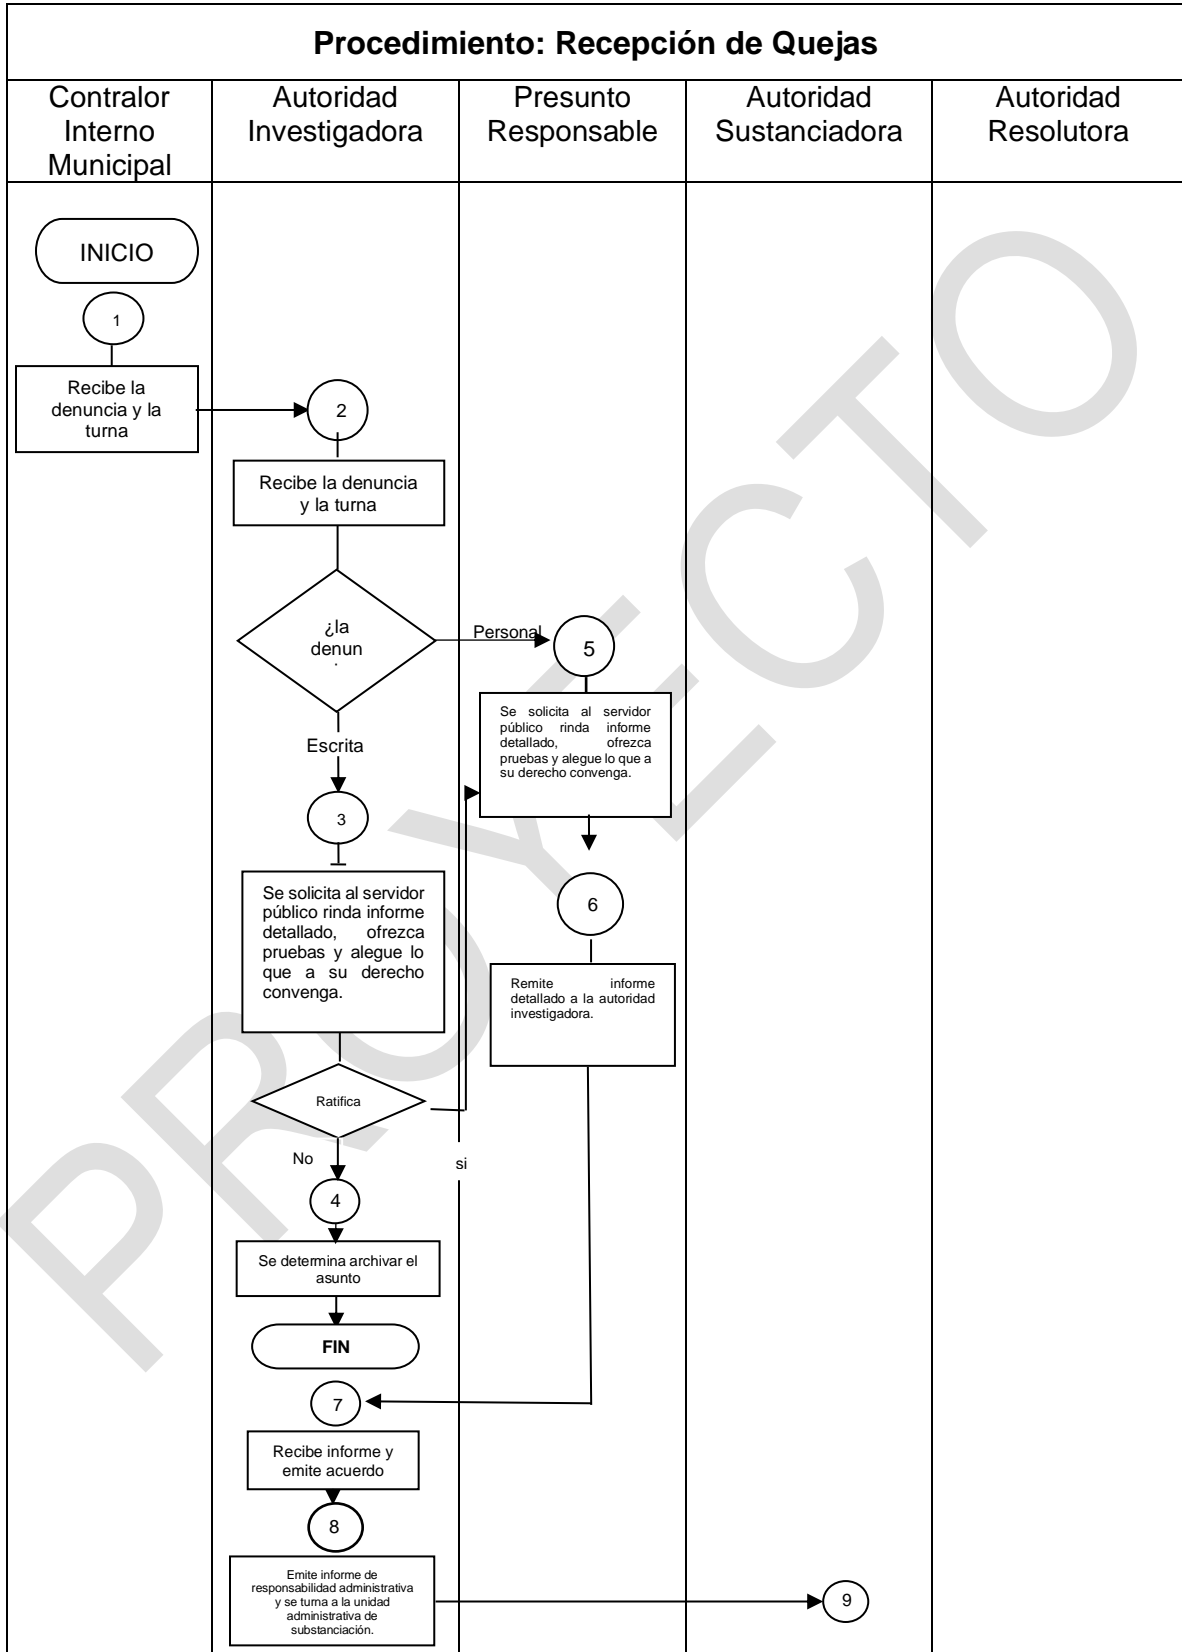 Procedimiento: Recepción de Quejas
Contralor
Interno
Municipal
Autoridad
Investigadora
Presunto
Responsable
Autoridad
Sustanciadora
Autoridad
Resolutora
INICIO
1
Recibe la
denuncia y la
turna
2
Recibe la denuncia
y la turna
¿la
denun
Personal
5
Se solicita al servidor
público rinda informe
detallado, ofrezca
pruebas y alegue lo que a
su derecho convenga.
Escrita
3
Se solicita al servidor
público rinda informe
detallado, ofrezca
pruebas y alegue lo
que a su derecho
convenga.
6
Remite informe
detallado a la autoridad
investigadora.
Ratifica
No
si
4
Se determina archivar el
asunto
FIN
7
Recibe informe y
emite acuerdo
8
Emite informe de
responsabilidad administrativa
y se turna a la unidad
administrativa de
substanciación.
9
PROYECTO